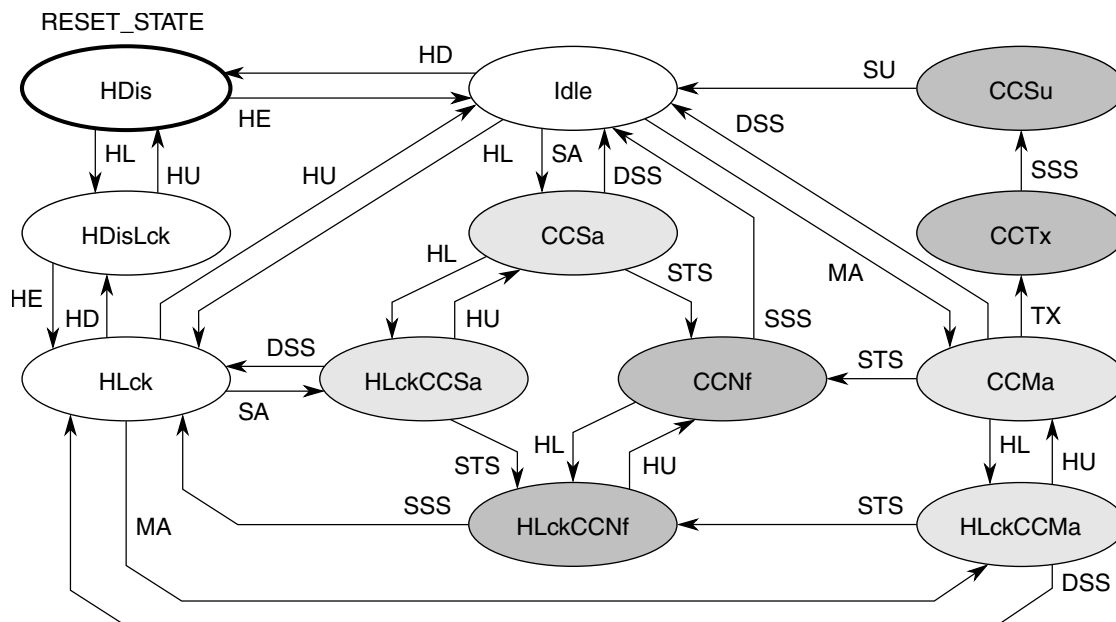 RESET_STATE
HDis
HD
Idle
SU
CCSu
HE
DSS
HL
HU
HU
HL
SA
DSS
SSS
HDisLck
CCSa
CCTx
HE
HD
HL
STS
MA
HU
SSS
TX
DSS
STS
HLck
HLckCCSa
CCNf
CCMa
SA
HL
HL
STS
HU
HU
MA
SSS
HLckCCNf
STS
HLckCCMa
DSS